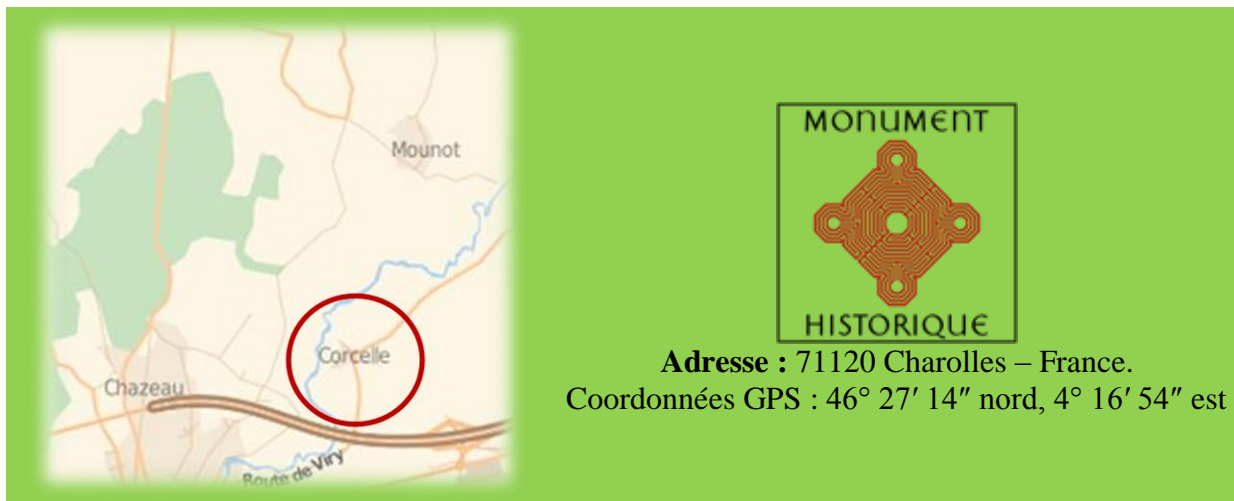 Mounot
Corcelle
Chazeau
Route de Viry
MONUMENT
HISTORIQUE
Adresse : 71120 Charolles – France.
Coordonnées GPS : 46° 27′ 14″ nord, 4° 16′ 54″ est